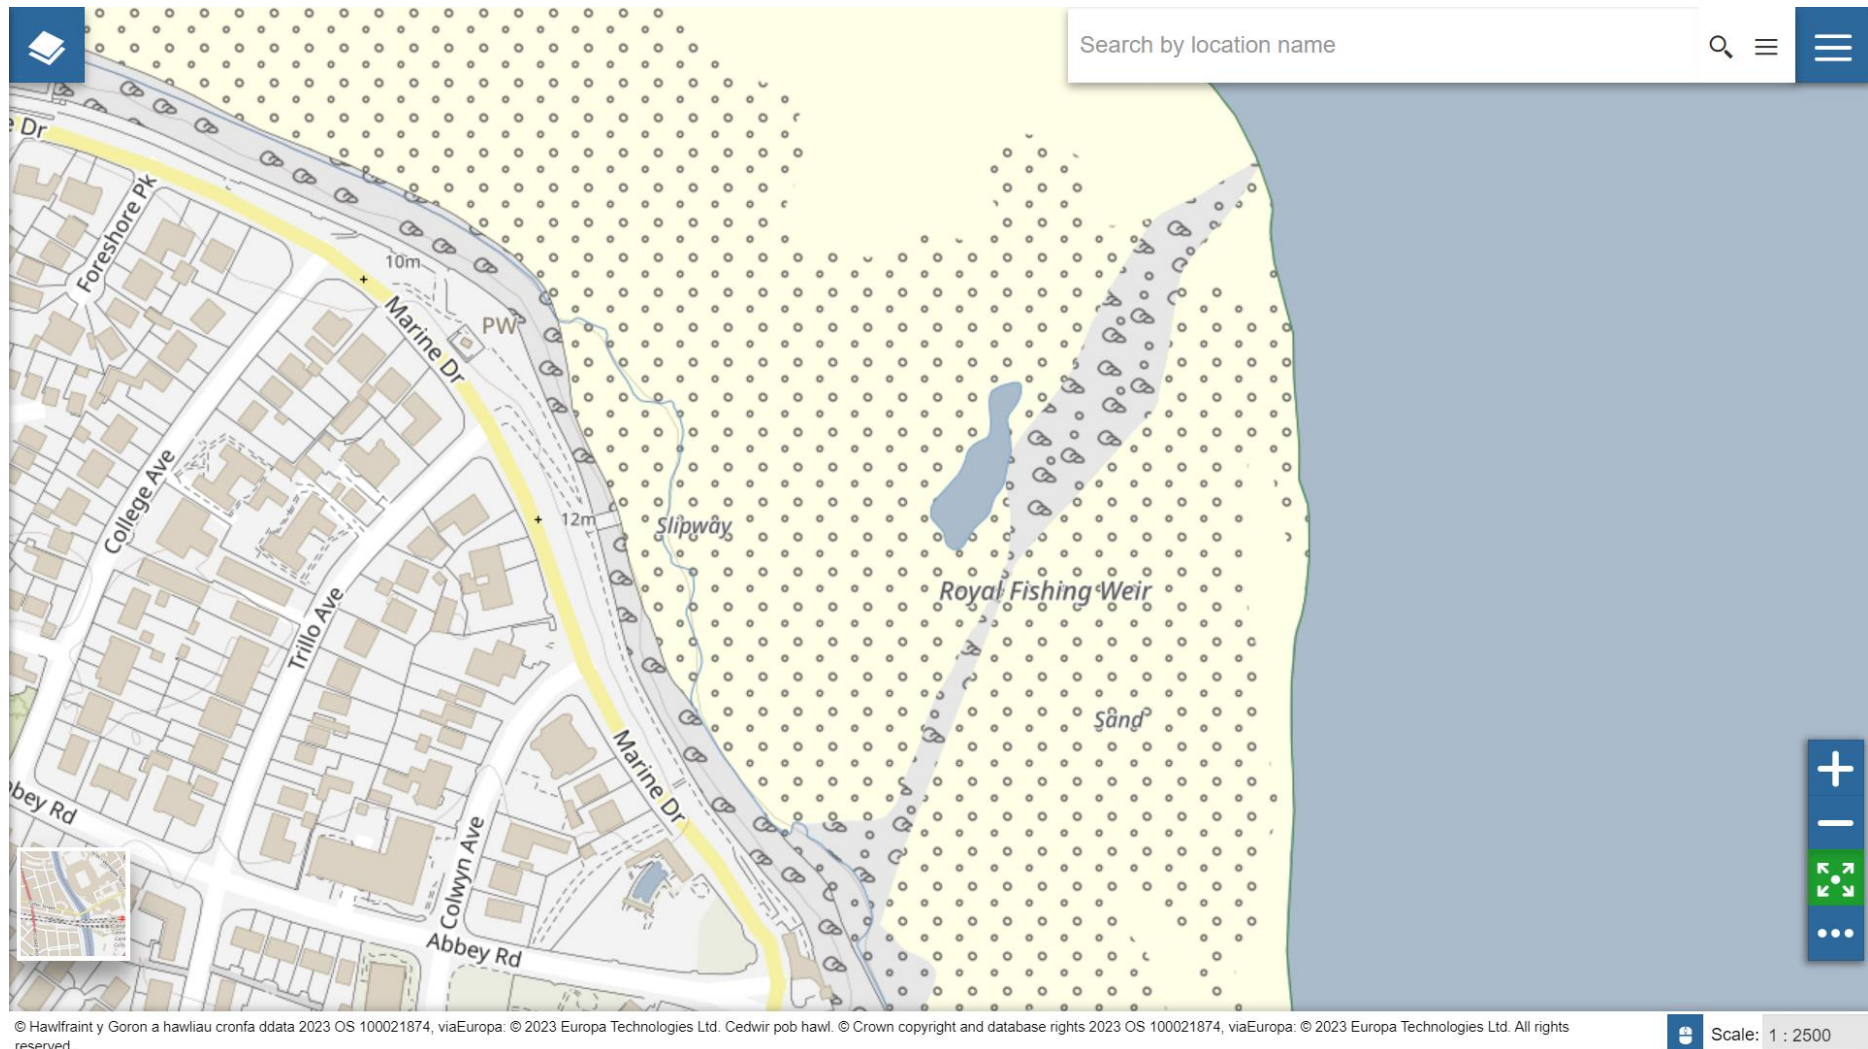 Search by location name
e Dr
Foreshore Pk
10m
PW
Marine Dr
College Ave
12m
Slipway
Royal Fishing Weir
Trillo Ave
Sand
Marine Dr
bbey Rd
Colwyn Ave
Abbey Rd
© Hawlfraint y Goron a hawliau cronfa ddata 2023 OS 100021874, viaEuropa: © 2023 Europa Technologies Ltd. Cedwir pob hawl. © Crown copyright and database rights 2023 OS 100021874, viaEuropa: © 2023 Europa Technologies Ltd. All rights
reserved
Scale: 1 : 2500